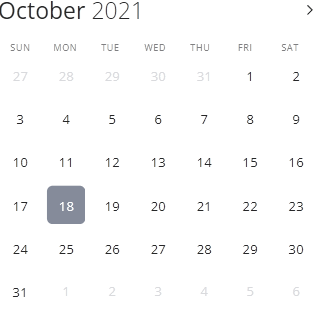 October 2021
SUN MON TUE WED THU FRI SAT
27 28 29 30 31 1 2
3 4 5 6 7 8 9
10 11 12 13 14 15 16
17 18 19 20 21 22 23
24 25 26 27 28 29 30
31 1 2 3 4 5 6